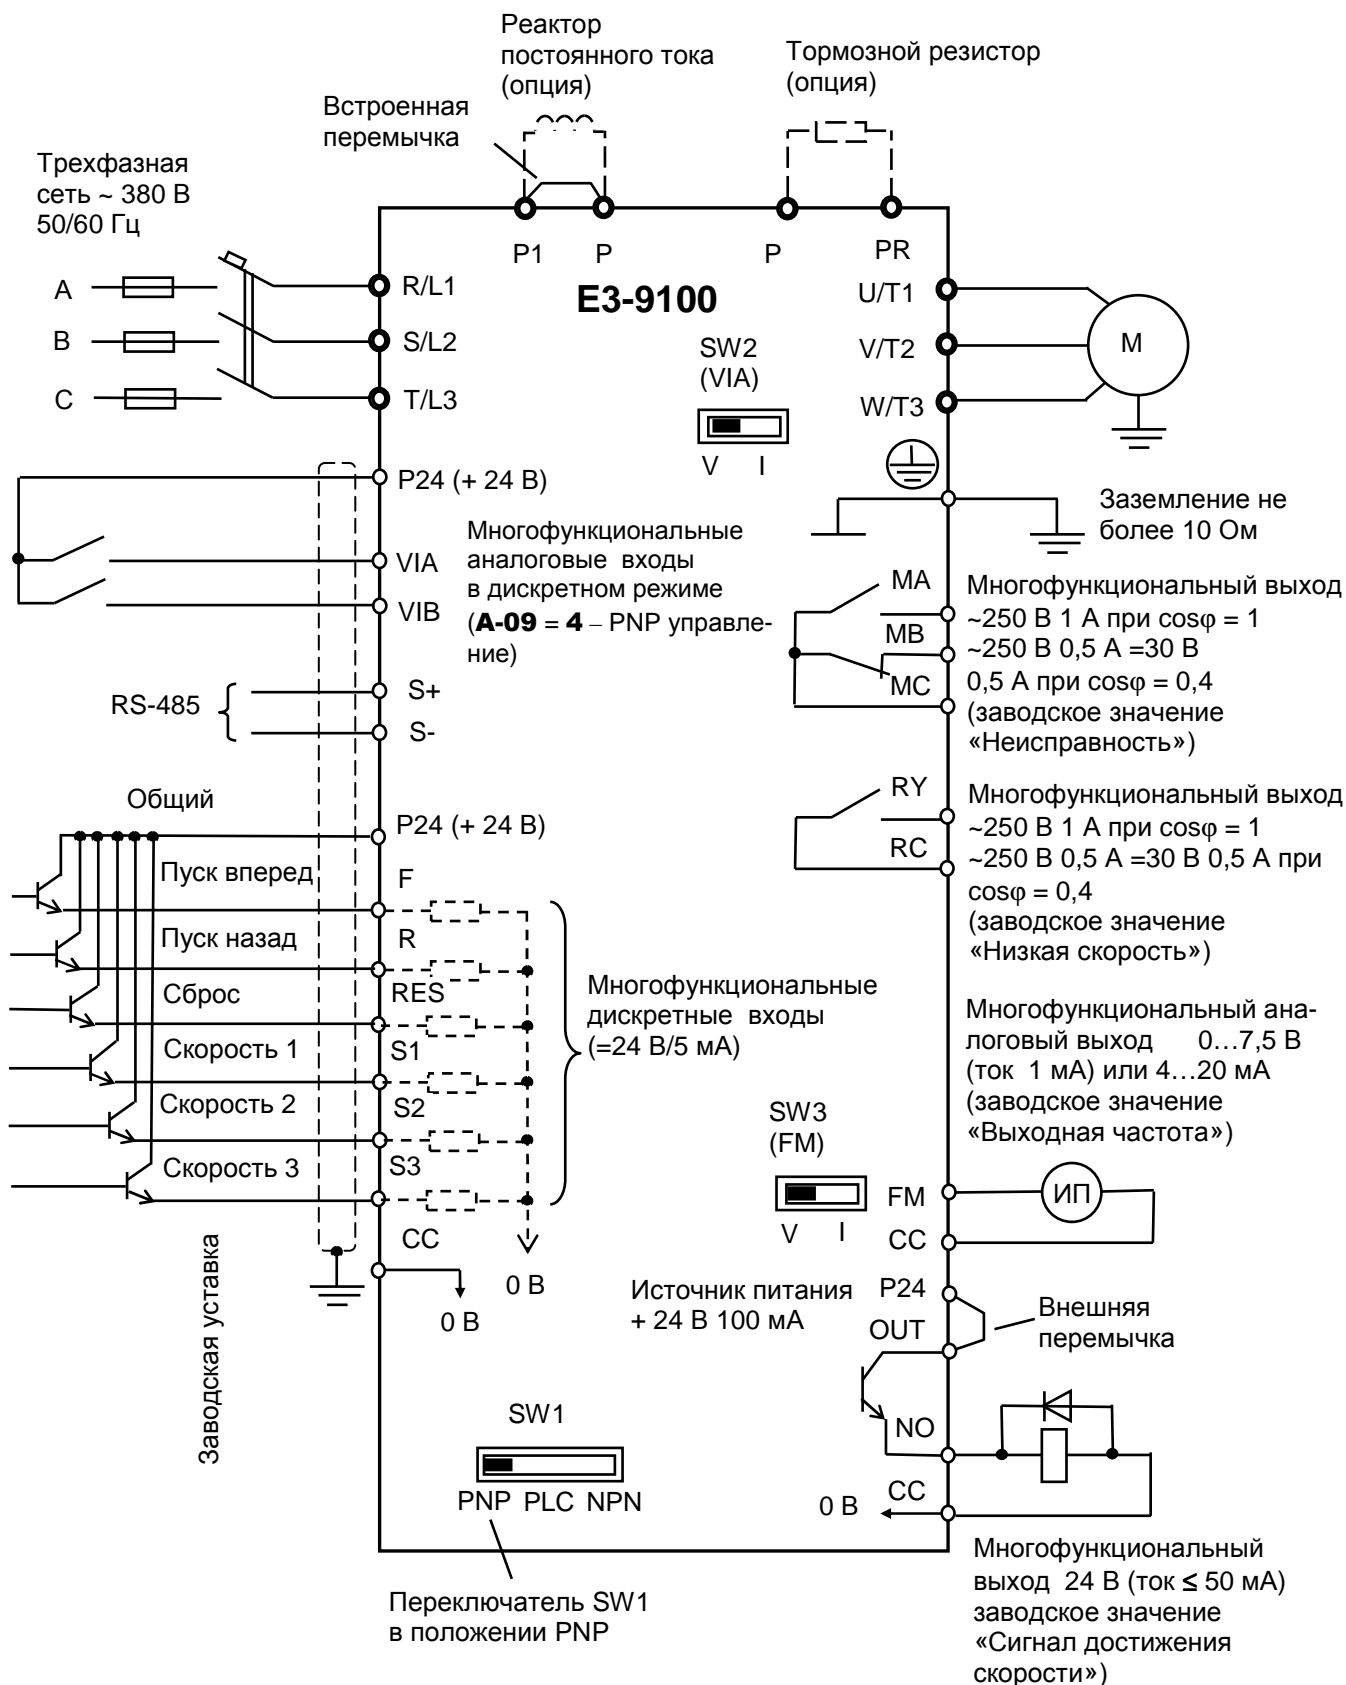 Реактор
постоянного тока
(опция)
Тормозной резистор
(опция)
Встроенная
перемычка
Трехфазная
сеть ~ 380 В
50/60 Гц
P1
P
P
PR
E3-9100
A
B
C
R/L1
S/L2
T/L3
U/T1
V/T2
W/T3
M
SW2
(VIA)
V I
P24 (+ 24 В)
VIA
VIB
Многофункциональные
аналоговые входы
в дискретном режиме
(A-09 = 4 – PNP управле-
ние)
Заземление не
более 10 Ом
MA
MB
MC
Многофункциональный выход
~250 В 1 А при cosφ = 1
~250 В 0,5 А =30 В
0,5 А при cosφ = 0,4
(заводское значение
«Неисправность»)
RS-485
S+
S-
RY
RC
Многофункциональный выход
~250 В 1 А при cosφ = 1
~250 В 0,5 А =30 В 0,5 А при
cosφ = 0,4
(заводское значение
«Низкая скорость»)
Общий
P24 (+ 24 В)
Пуск вперед
F
Пуск назад
R
Сброс
RES
Скорость 1
S1
Скорость 2
S2
Скорость 3
S3
CC
0 В
0 В
Многофункциональные
дискретные входы
(=24 В/5 мА)
Многофункциональный ана-
логовый выход 0…7,5 В
(ток 1 мА) или 4…20 мА
(заводское значение
«Выходная частота»)
SW3
(FM)
V I
FM
CC
ИП
Заводская уставка
Источник питания
+ 24 В 100 мА
P24
OUT
Внешняя
перемычка
NO
CC
0 В
SW1
PNP PLC NPN
Переключатель SW1
в положении PNP
Многофункциональный
выход 24 В (ток ≤ 50 мА)
заводское значение
«Сигнал достижения
скорости»)